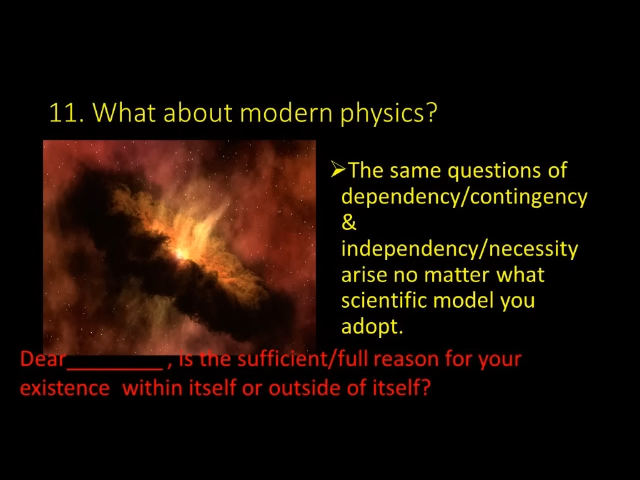 11. What about modern physics?
➢The same questions of
dependency/contingency
&
independency/necessity
arise no matter what
scientific model you
adopt.
Dear_________ , is the sufficient/full reason for your
existence  within itself or outside of itself?